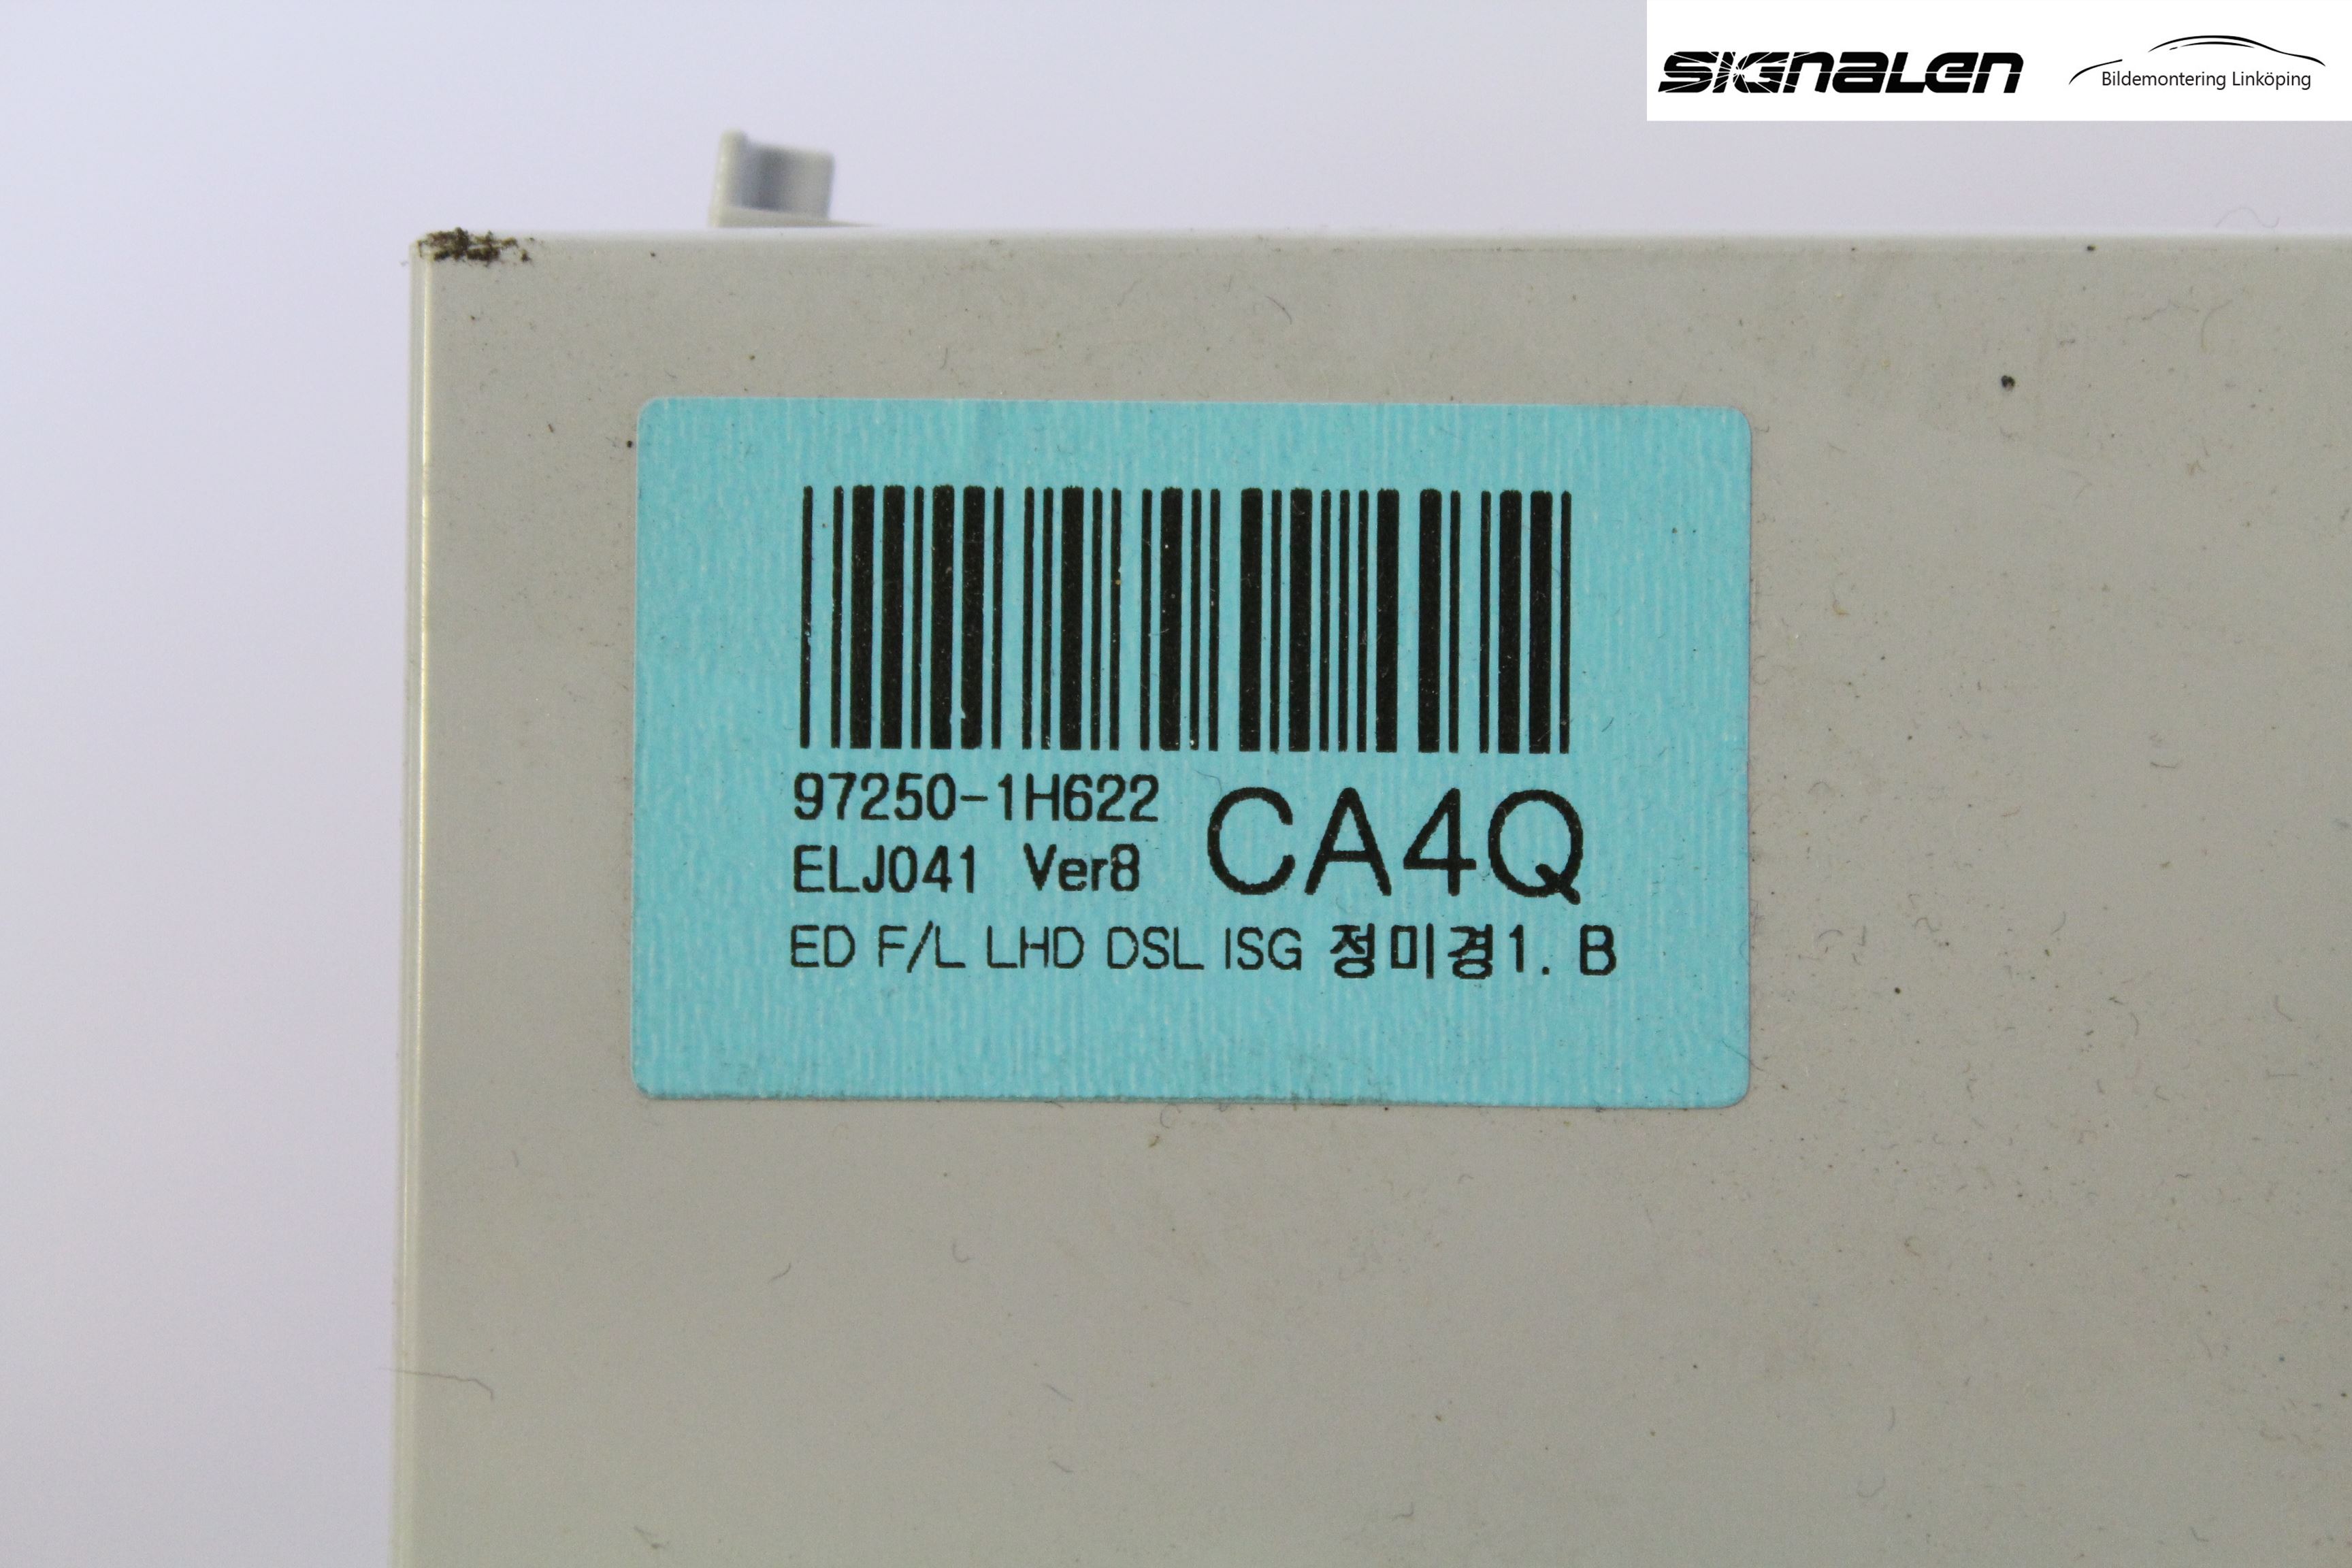 SIGNALEN
Bildemontering Linköping
97250-1H622
ELJ041 Ver8
CA4Q
ED F/L LHD DSL ISG 정미경1. B